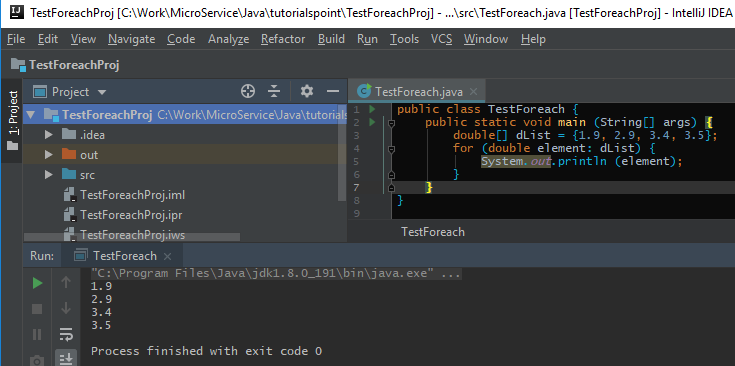 TestForeachProj [C:\Work\MicroService\Java\tutorialspoint\TestForeachProj] - ...\src\TestForeach.java [TestForeachProj] - IntelliJ IDEA
File Edit View Navigate Code Analyze Refactor Build Run Tools VCS Window Help
TestForeachProj
1: Project
Project
TestForeachProj C:\Work\MicroService\Java\tutorials
.idea
out
src
TestForeachProj.iml
TestForeachProj.ipr
TestForeachProj.iws
TestForeach.java
1 public class TestForeach {
2 public static void main (String[] args) {
3 double[] dList = {1.9, 2.9, 3.4, 3.5};
4 for (double element: dList) {
5 System.out.println (element);
6 }
7 }
8 }
9
TestForeach
Run: TestForeach
"C:\Program Files\Java\jdk1.8.0_191\bin\java.exe" ...
1.9
2.9
3.4
3.5
Process finished with exit code 0